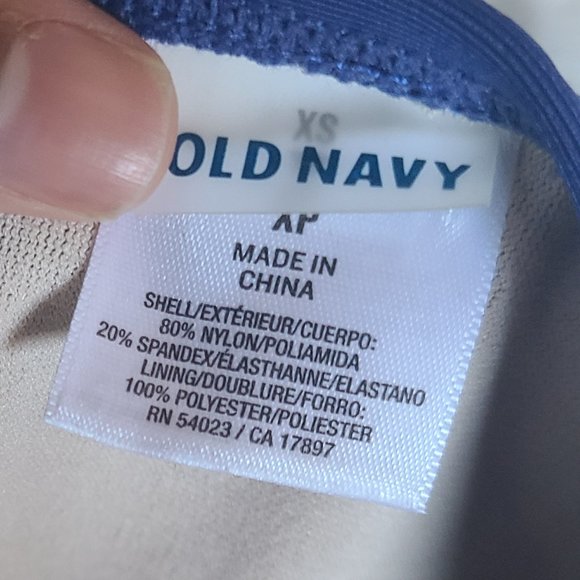 XS
OLD NAVY
XP
MADE IN
CHINA
SHELL/EXTÉRIEUR/CUERPO:
80% NYLON/POLIAMIDA
20% SPANDEX/ÉLASTHANNE/ELASTANO
LINING/DOUBLURE/FORRO:
100% POLYESTER/POLIESTER
RN 54023 / CA 17897